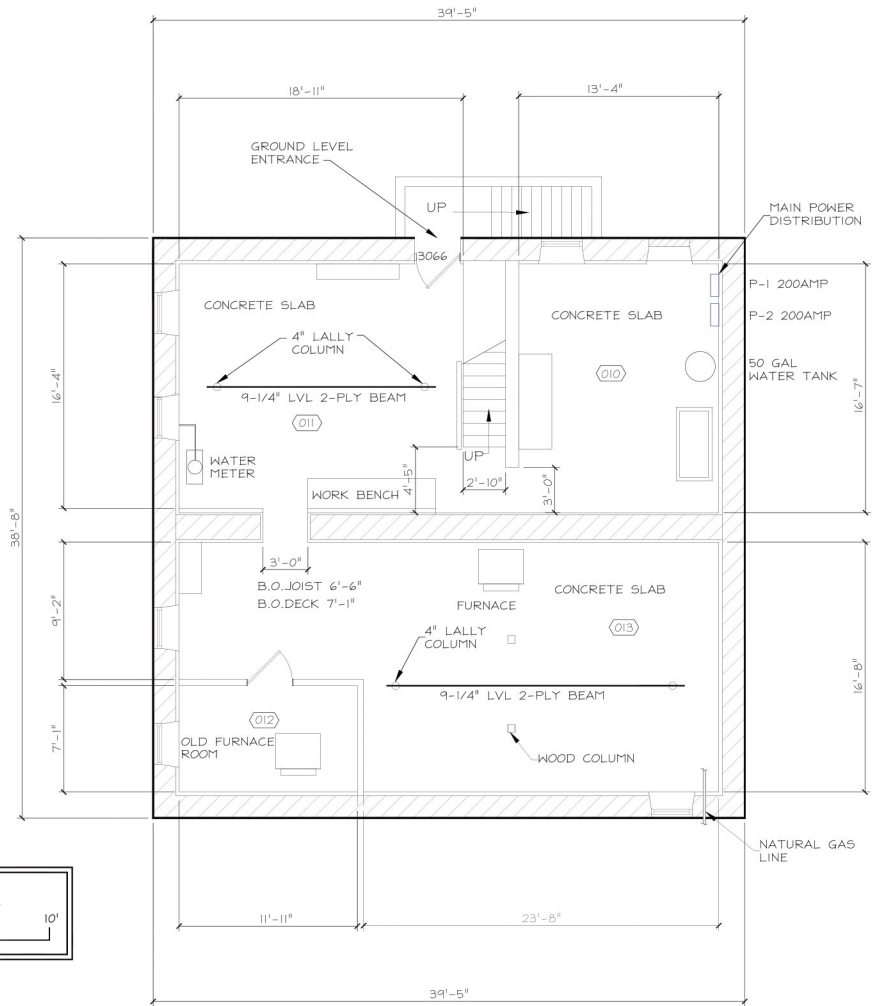 39'-5"
18'-11"
13'-4"
GROUND LEVEL
ENTRANCE
UP
MAIN POWER
DISTRIBUTION
3066
P-1 200AMP
P-2 200AMP
CONCRETE SLAB
CONCRETE SLAB
4" LALLY
COLUMN
50 GAL
WATER TANK
010
16'-4"
9-1/4" LVL 2-PLY BEAM
011
16'-7"
WATER
METER
UP
4'-5"
2'-10"
3'-0"
WORK BENCH
38'-8"
3'-0"
B.O.JOIST 6'-6"
B.O.DECK 7'-1"
FURNACE
CONCRETE SLAB
013
9'-2"
4" LALLY
COLUMN
9-1/4" LVL 2-PLY BEAM
16'-8"
012
7'-1"
OLD FURNACE
ROOM
WOOD COLUMN
NATURAL GAS
LINE
10'
11'-11"
23'-8"
39'-5"